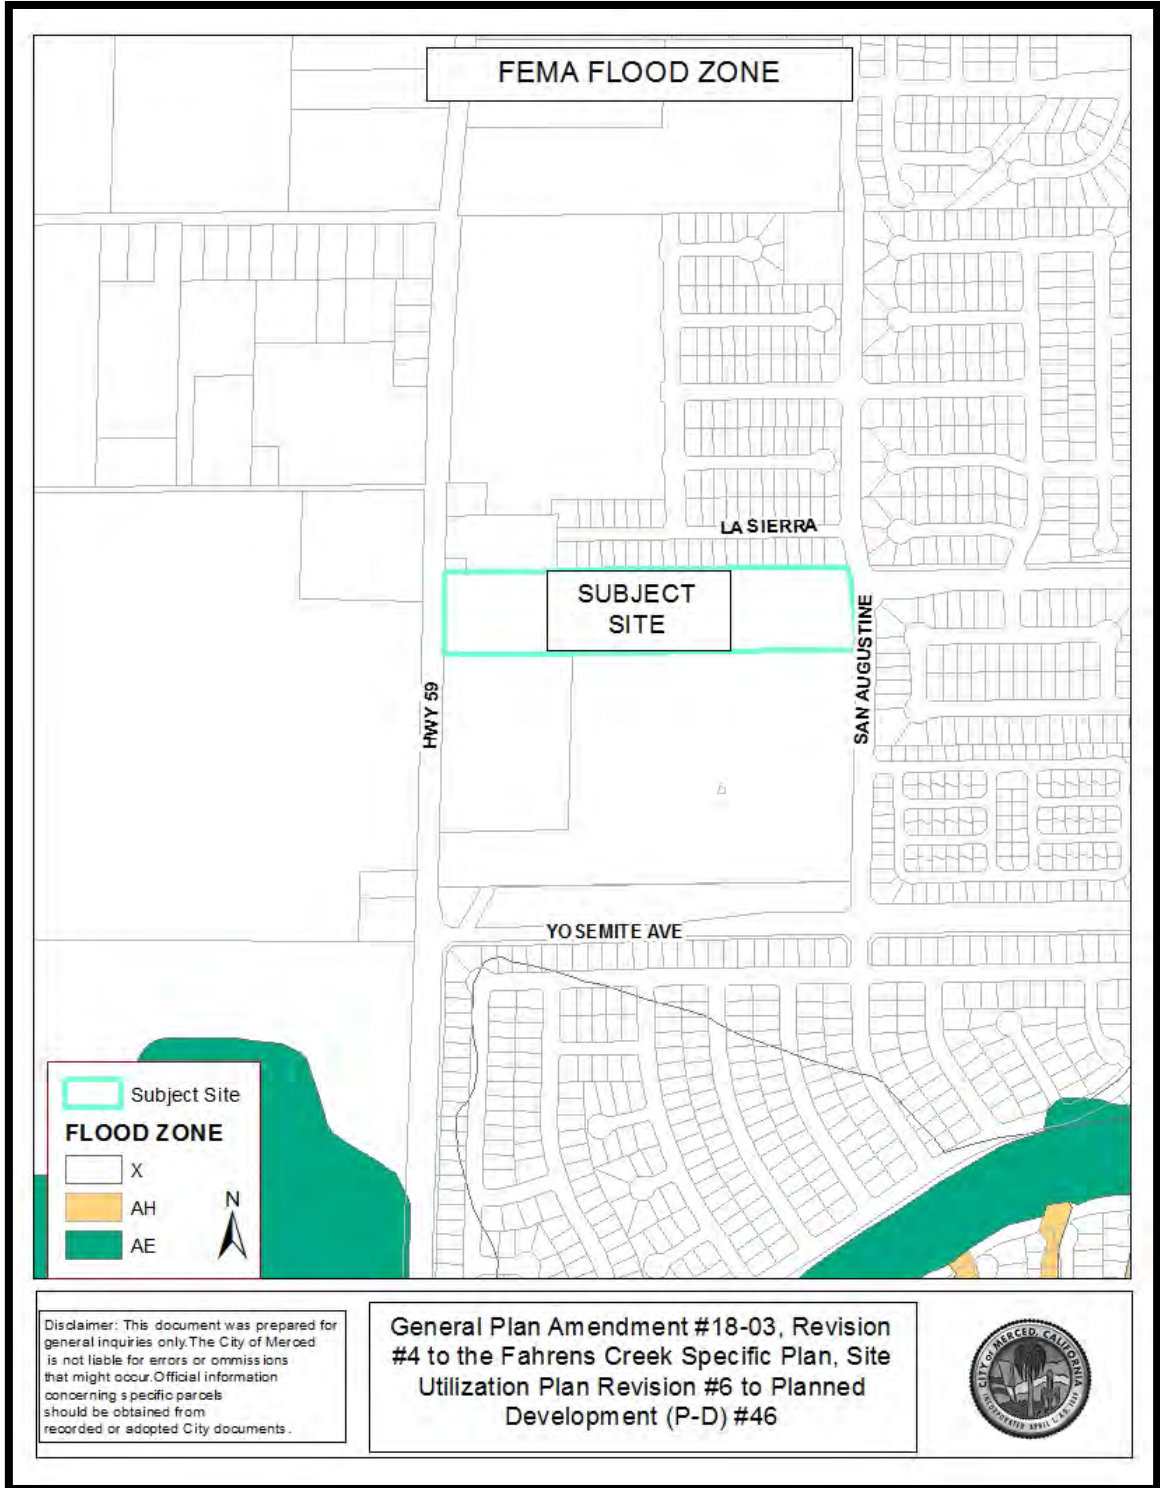 FEMA FLOOD ZONE
LA SIERRA
SUBJECT
SITE
SAN AUGUSTINE
HWY 59
YOSEMITE AVE
Subject Site
FLOOD ZONE
X
AH
AE
N
Disclaimer: This document was prepared for
general inquiries only.The City of Merced
is not liable for errors or ommissions
that might occur.Official information
concerning specific parcels
should be obtained from
recorded or adopted City documents.
General Plan Amendment #18-03, Revision
#4 to the Fahrens Creek Specific Plan, Site
Utilization Plan Revision #6 to Planned
Development (P-D) #46
CITY OF MERCED, CALIFORNIA
INCORPORATED APRIL 1, A.D. 1889